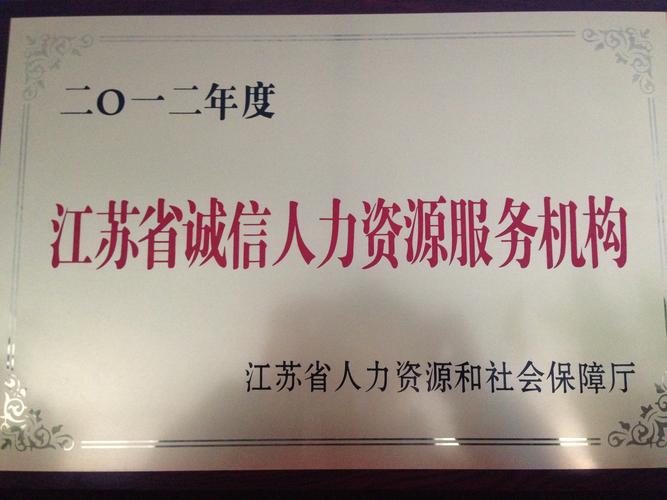 二〇一二年度
江苏省诚信人力资源服务机构
江苏省人力资源和社会保障厅